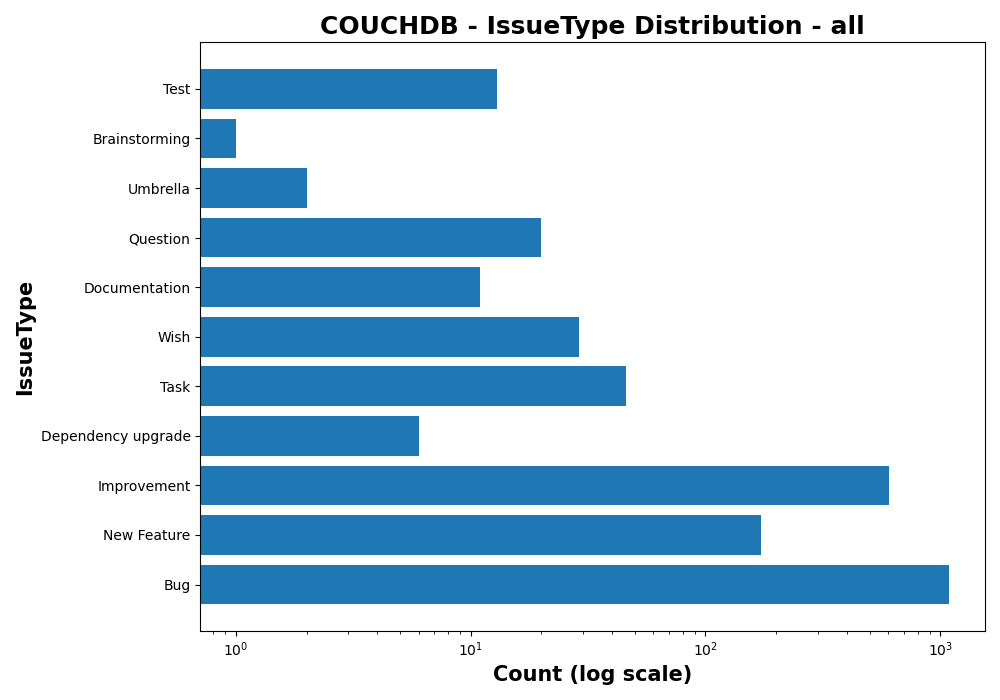 COUCHDB - IssueType Distribution - all
IssueType
Test
Brainstorming
Umbrella
Question
Documentation
Wish
Task
Dependency upgrade
Improvement
New Feature
Bug
10⁰ 10¹ 10² 10³
Count (log scale)